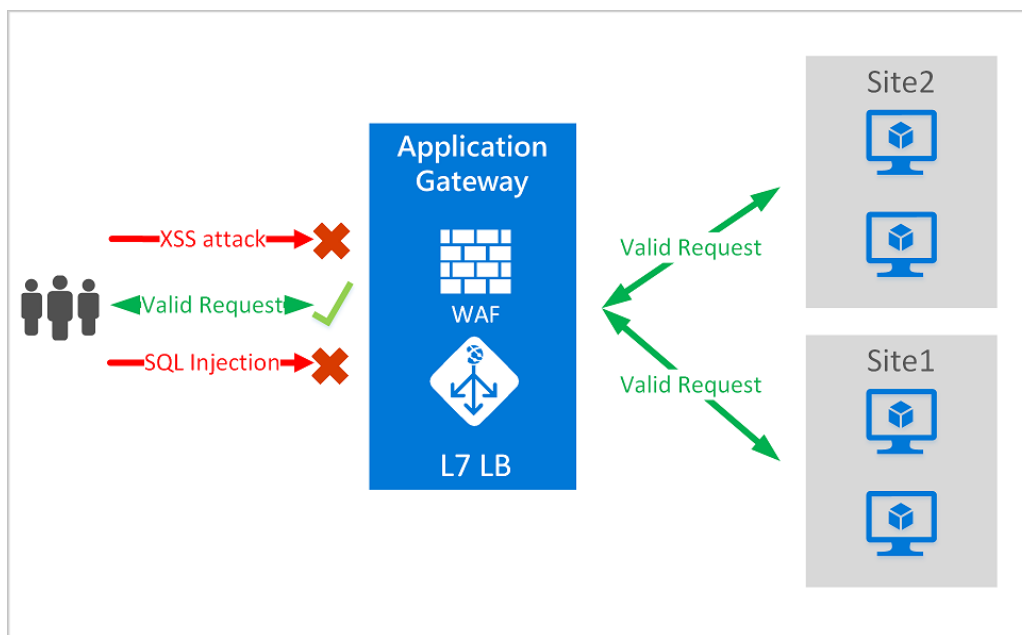 XSS attack
Valid Request
SQL Injection
Application
Gateway
WAF
L7 LB
Valid Request
Valid Request
Site2
Site1